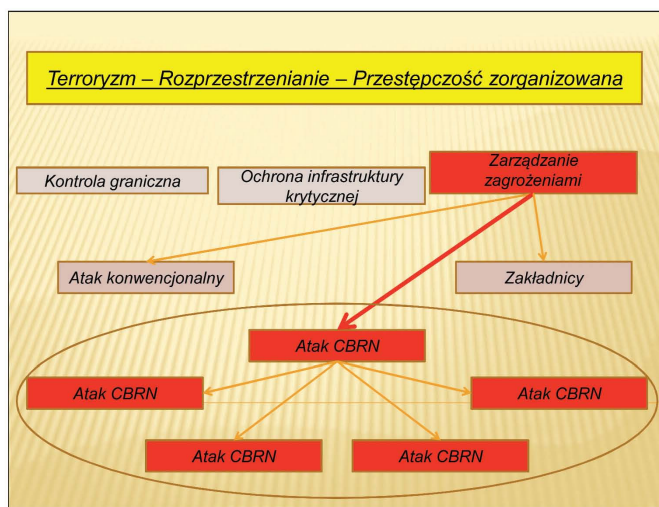 Terroryzm – Rozprzestrzenianie – Przestępczość zorganizowana
Kontrola graniczna
Ochrona infrastruktury
krytycznej
Zarządzanie
zagrożeniami
Atak konwencjonalny
Zakładnicy
Atak CBRN
Atak CBRN
Atak CBRN
Atak CBRN
Atak CBRN